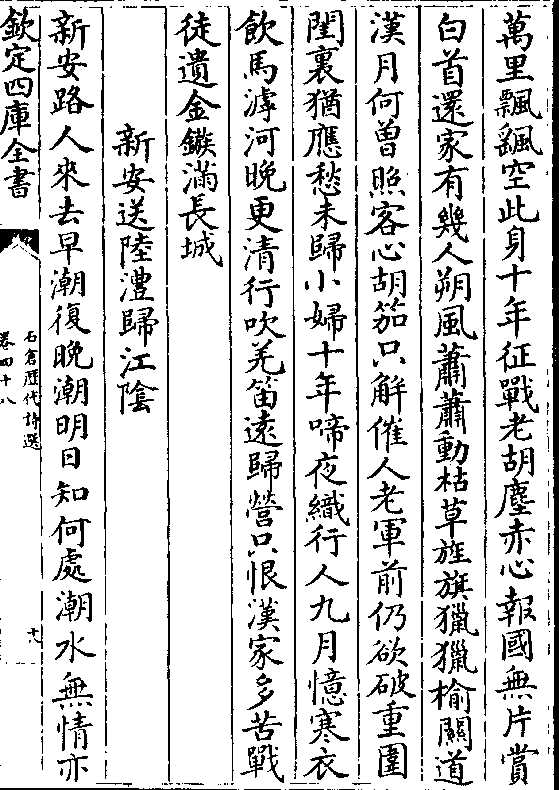 萬里飄飖空此身十年征戰老胡塵赤心報國無片賞
白首還家有幾人朔風蕭蕭動枯草旌旗獵獵榆關道
漢月何曾照客心胡笳只解催人老軍前仍欲破重圍
閨裏猶應愁未歸小婦十年啼夜織行人九月憶寒衣
飲馬滹河晚更清行吹羌笛遠歸營只恨漢家多苦戰
徒遺金鏃滿長城
新安送陸澧歸江陰
新安路人來去早潮復晚潮明日知何處潮水無情亦
欽定四庫全書
石倉歷代詩選
卷四十八